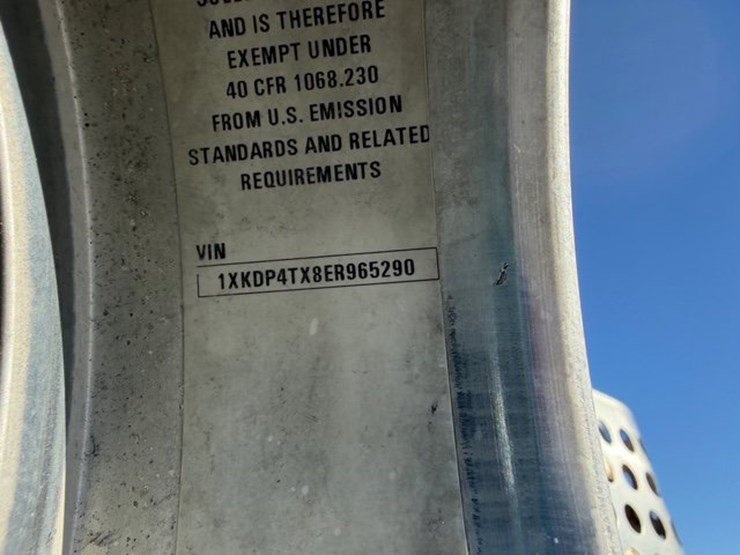 AND IS THEREFORE
EXEMPT UNDER
40 CFR 1068.230
FROM U.S. EMISSION
STANDARDS AND RELATED
REQUIREMENTS
VIN
1XKDP4TX8ER965290